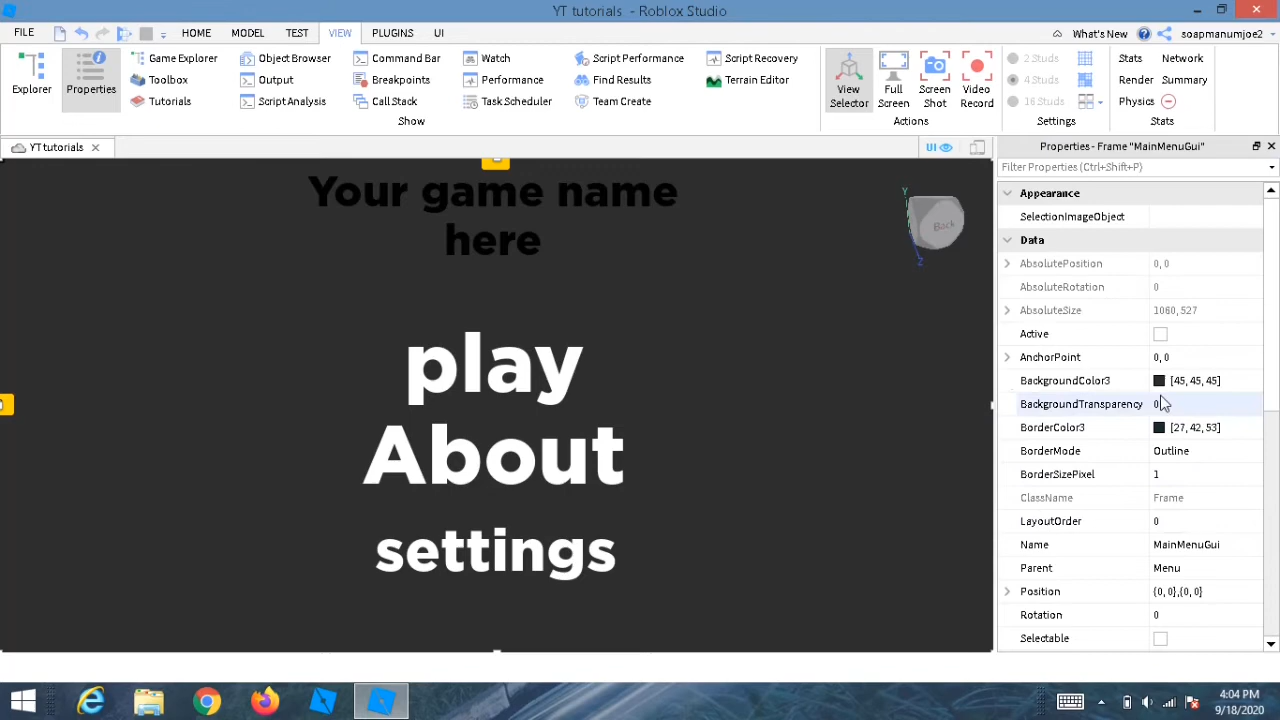 YT tutorials - Roblox Studio
FILE HOME MODEL TEST VIEW PLUGINS UI What's New soapmanumjoe2
Explorer Properties Game Explorer Object Browser Command Bar Watch Script Performance Script Recovery View Selector Full Screen Screen Shot Video Record 2 Studs Stats Network
Toolbox Output Breakpoints Performance Find Results Terrain Editor 4 Studs Render Summary
Tutorials Script Analysis Call Stack Task Scheduler Team Create 16 Studs Physics
Show Actions Settings Stats
YT tutorials UI Properties - Frame "MainMenuGui"
Filter Properties (Ctrl+Shift+P)
Your game name
here
play
About
settings
Y
Back
Z
Appearance
SelectionImageObject
Data
AbsolutePosition 0, 0
AbsoluteRotation 0
AbsoluteSize 1060, 527
Active
AnchorPoint 0, 0
BackgroundColor3 [45, 45, 45]
BackgroundTransparency 0
BorderColor3 [27, 42, 53]
BorderMode Outline
BorderSizePixel 1
ClassName Frame
LayoutOrder 0
Name MainMenuGui
Parent Menu
Position {0, 0},{0, 0}
Rotation 0
Selectable
4:04 PM
9/18/2020